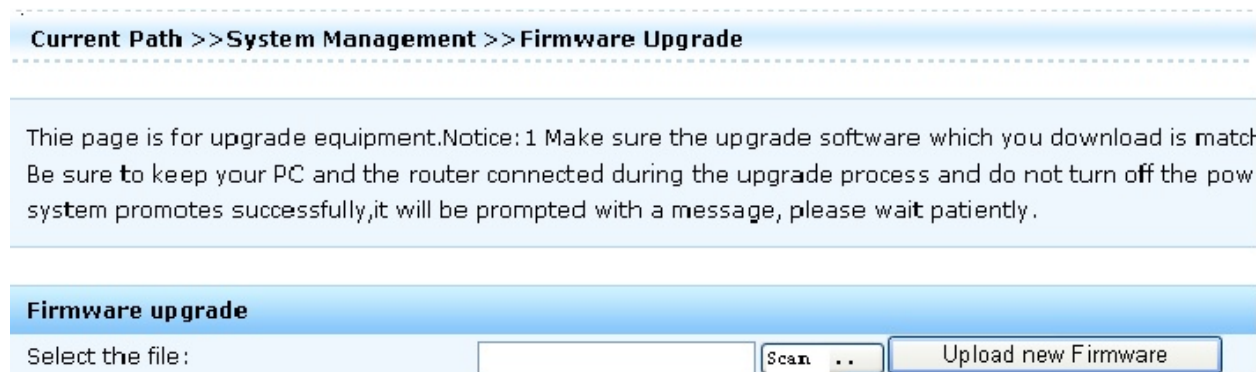 Current Path >>System Management >>Firmware Upgrade
Thie page is for upgrade equipment.Notice:1 Make sure the upgrade software which you download is match
Be sure to keep your PC and the router connected during the upgrade process and do not turn off the pow
system promotes successfully,it will be prompted with a message, please wait patiently.
Firmware upgrade
Select the file: Scan .. Upload new Firmware